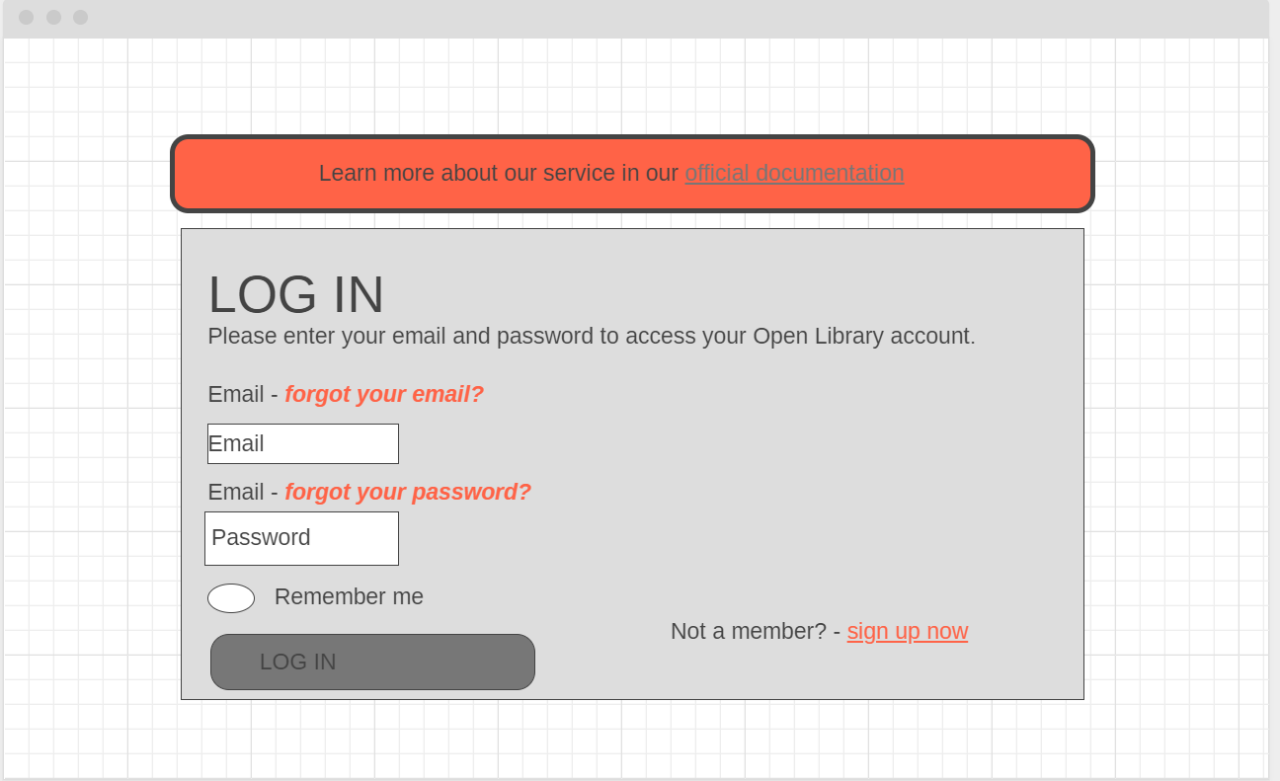 Learn more about our service in our official documentation
LOG IN
Please enter your email and password to access your Open Library account.
Email - forgot your email?
Email
Email - forgot your password?
Password
Remember me
Not a member? - sign up now
LOG IN